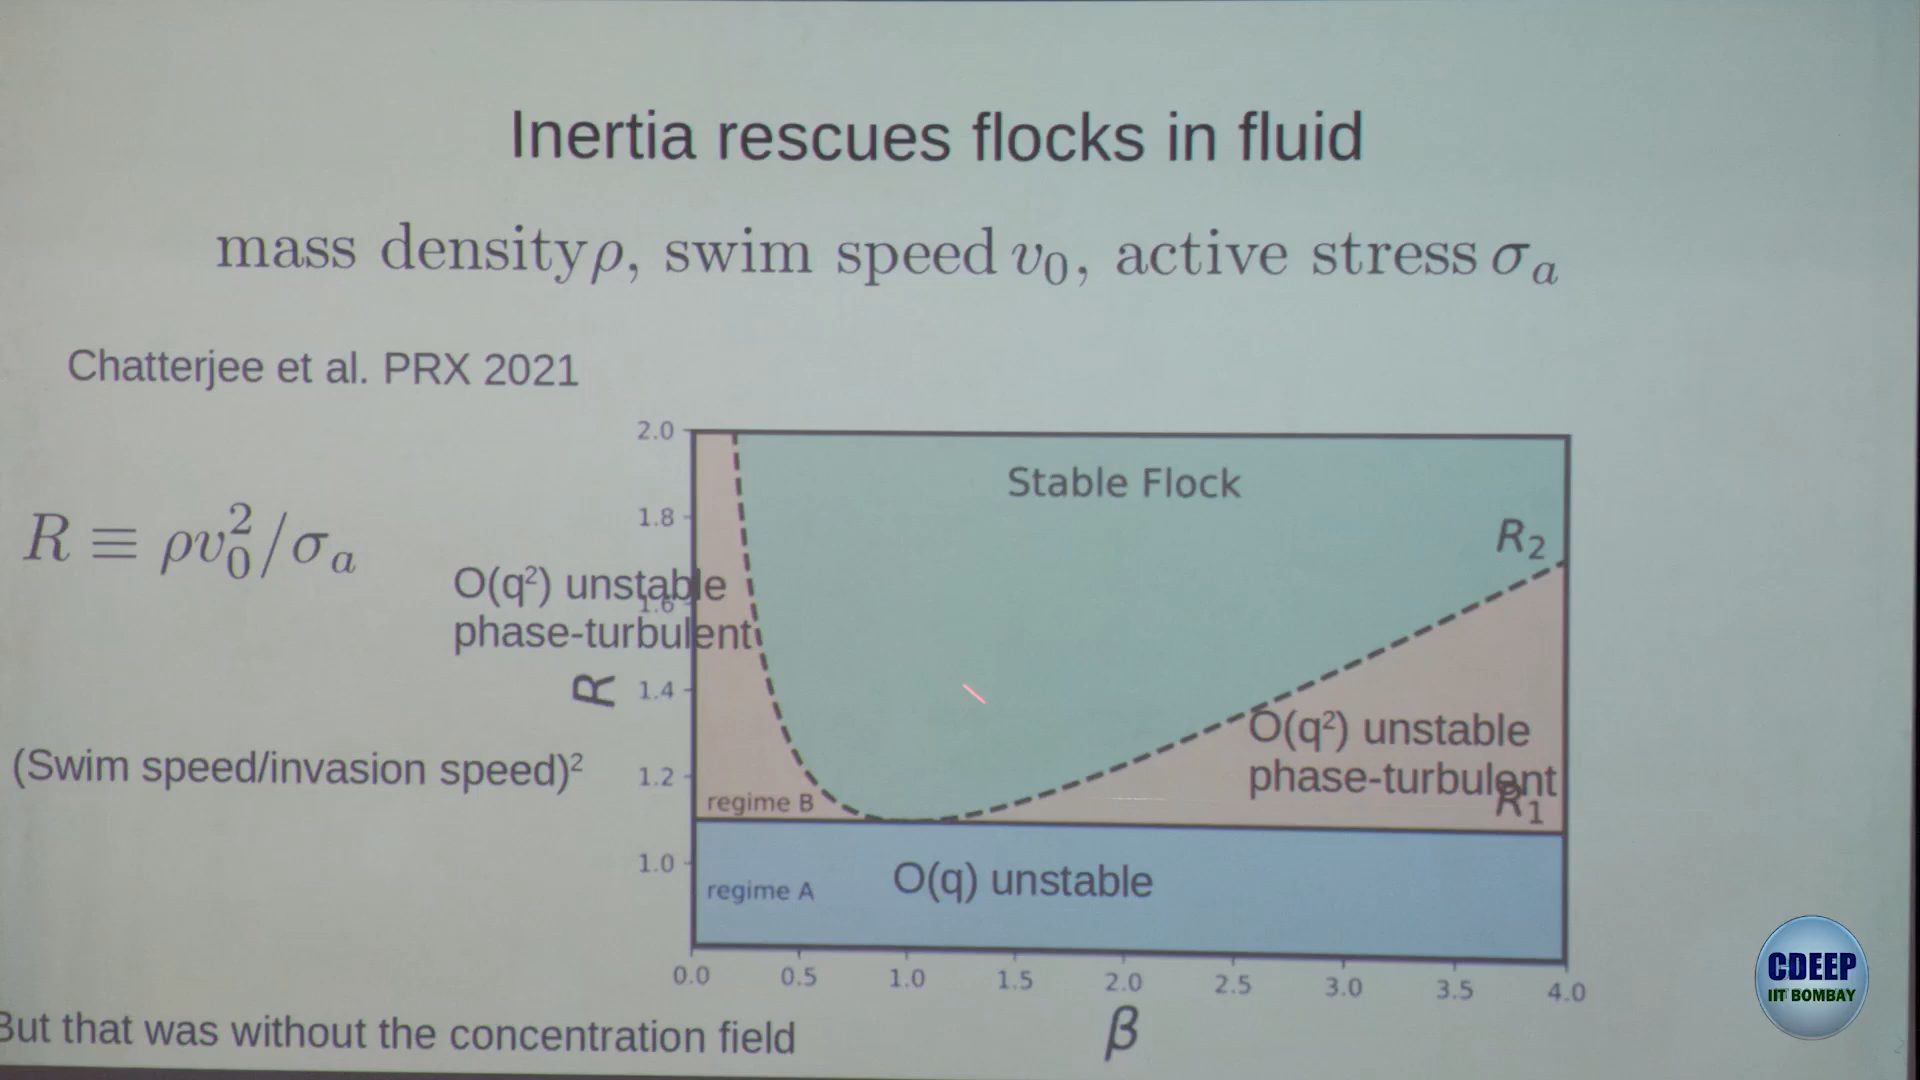 Inertia rescues flocks in fluid
mass density ρ, swim speed v₀, active stress σₐ
Chatterjee et al. PRX 2021
R ≡ ρv₀²/σₐ
O(q²) unstable
phase-turbulent
(Swim speed/invasion speed)²
R
2.0
1.8
1.6
1.4
1.2
1.0
Stable Flock
R₂
O(q²) unstable
phase-turbulent
R₁
regime B
regime A
O(q) unstable
0.0 0.5 1.0 1.5 2.0 2.5 3.0 3.5 4.0
β
But that was without the concentration field
CDEEP
IIT BOMBAY